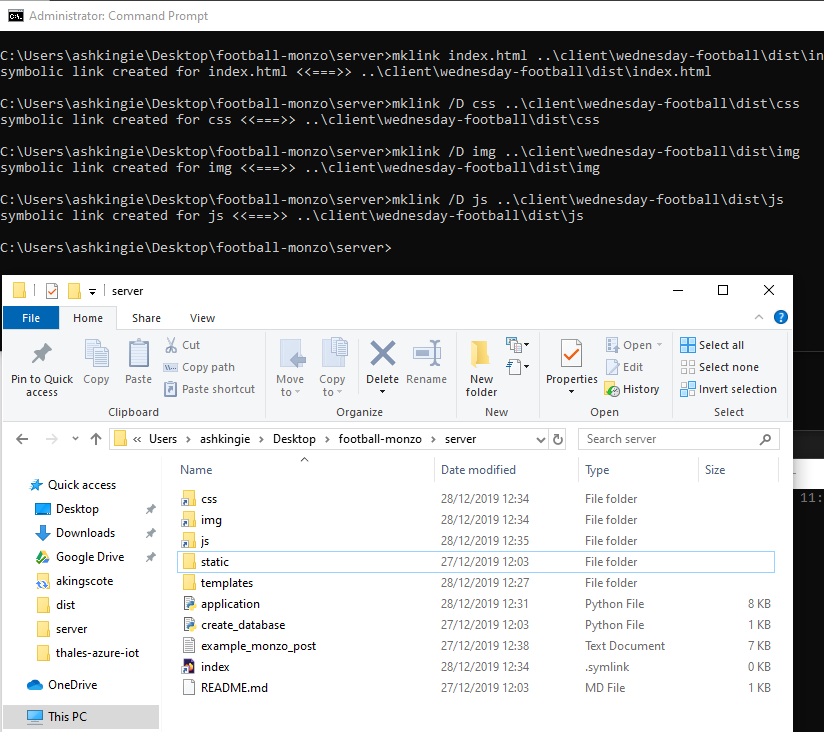 Administrator: Command Prompt
C:\Users\ashkingie\Desktop\football-monzo\server>mklink index.html ..\client\wednesday-football\dist\in
symbolic link created for index.html <<===>> ..\client\wednesday-football\dist\index.html
C:\Users\ashkingie\Desktop\football-monzo\server>mklink /D css ..\client\wednesday-football\dist\css
symbolic link created for css <<===>> ..\client\wednesday-football\dist\css
C:\Users\ashkingie\Desktop\football-monzo\server>mklink /D img ..\client\wednesday-football\dist\img
symbolic link created for img <<===>> ..\client\wednesday-football\dist\img
C:\Users\ashkingie\Desktop\football-monzo\server>mklink /D js ..\client\wednesday-football\dist\js
symbolic link created for js <<===>> ..\client\wednesday-football\dist\js
C:\Users\ashkingie\Desktop\football-monzo\server>
server
File Home Share View
Pin to Quick access
Copy
Paste
Cut
Copy path
Paste shortcut
Clipboard
Move to
Copy to
Delete
Rename
Organize
New folder
New
Properties
Open
Edit
History
Open
Select all
Select none
Invert selection
Select
« Users > ashkingie > Desktop > football-monzo > server
Search server
Name Date modified Type Size
Quick access
Desktop
Downloads
Google Drive
akingscote
dist
server
thales-azure-iot
OneDrive
This PC
css 28/12/2019 12:34 File folder
img 28/12/2019 12:34 File folder
js 28/12/2019 12:35 File folder
static 27/12/2019 12:03 File folder
templates 28/12/2019 12:27 File folder
application 28/12/2019 12:31 Python File 8 KB
create_database 27/12/2019 12:03 Python File 1 KB
example_monzo_post 27/12/2019 12:38 Text Document 7 KB
index 28/12/2019 12:34 .symlink 0 KB
README.md 27/12/2019 12:03 MD File 1 KB
11: